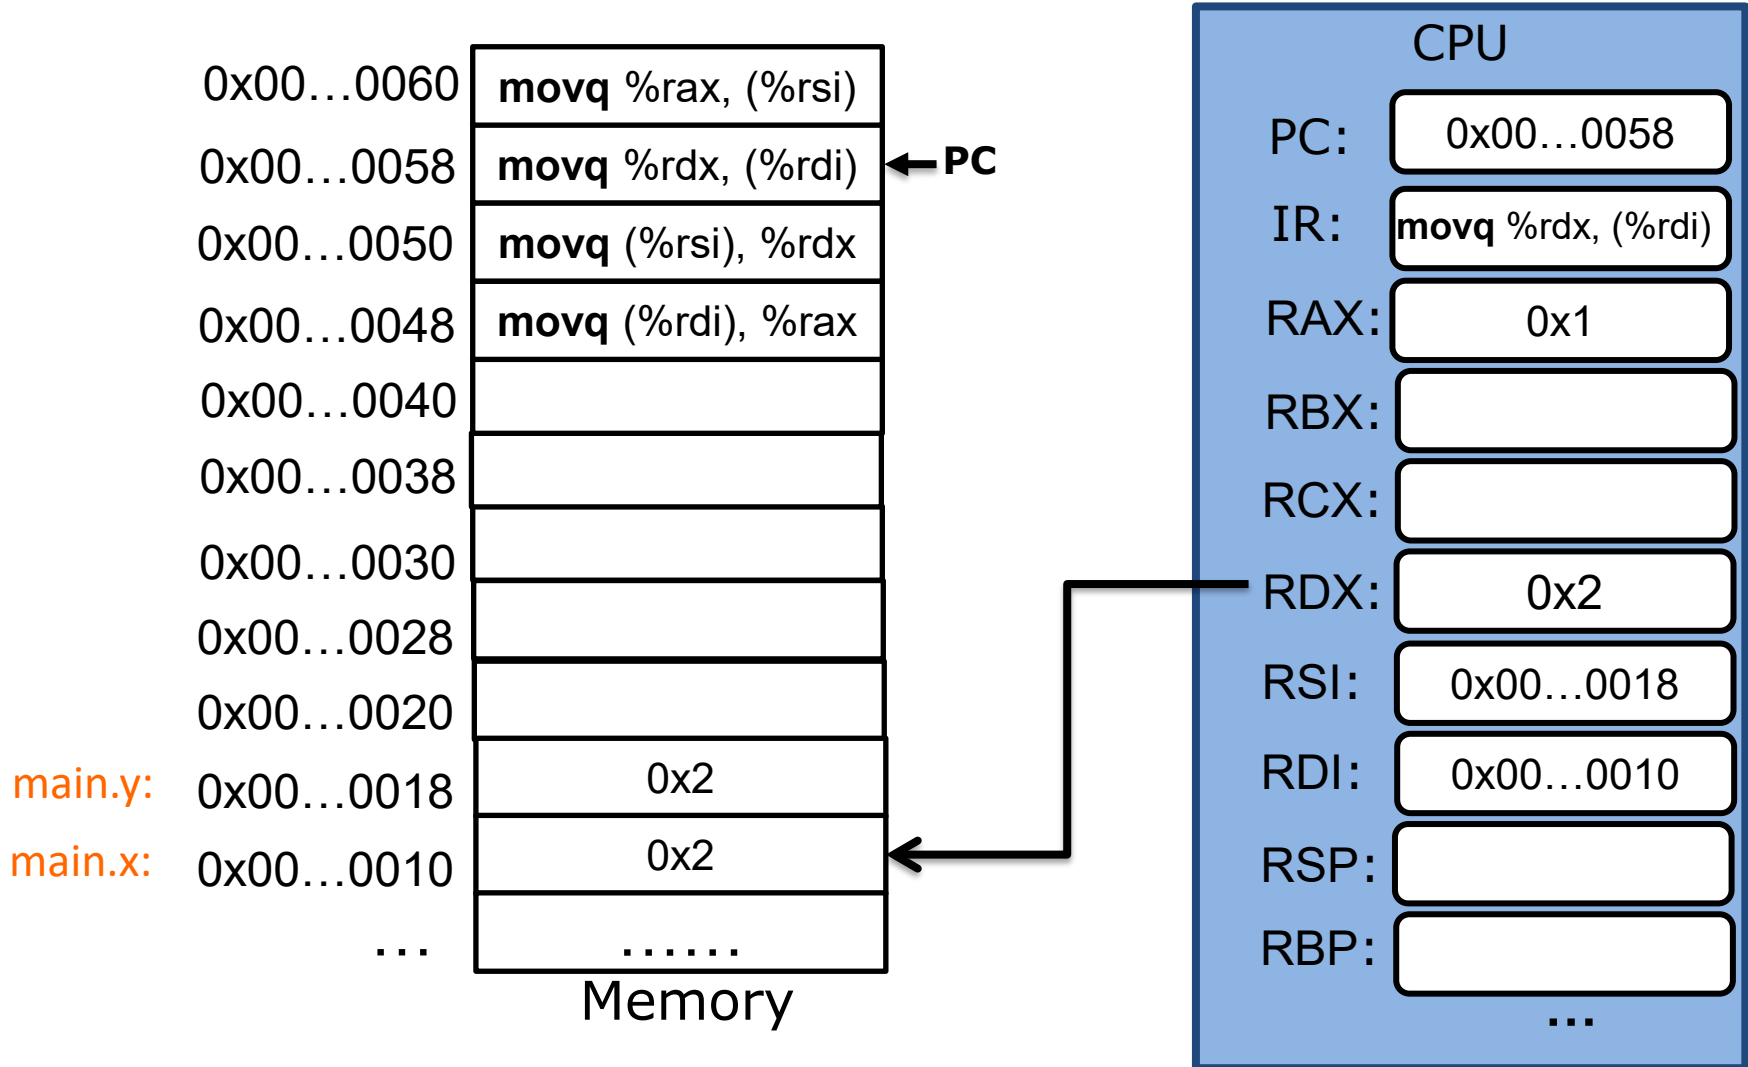 0x00…0060 movq %rax, (%rsi)
0x00…0058 movq %rdx, (%rdi) PC
0x00…0050 movq (%rsi), %rdx
0x00…0048 movq (%rdi), %rax
0x00…0040
0x00…0038
0x00…0030
0x00…0028
0x00…0020
main.y: 0x00…0018 0x2
main.x: 0x00…0010 0x2
… ……
Memory
CPU
PC: 0x00…0058
IR: movq %rdx, (%rdi)
RAX: 0x1
RBX:
RCX:
RDX: 0x2
RSI: 0x00…0018
RDI: 0x00…0010
RSP:
RBP:
…